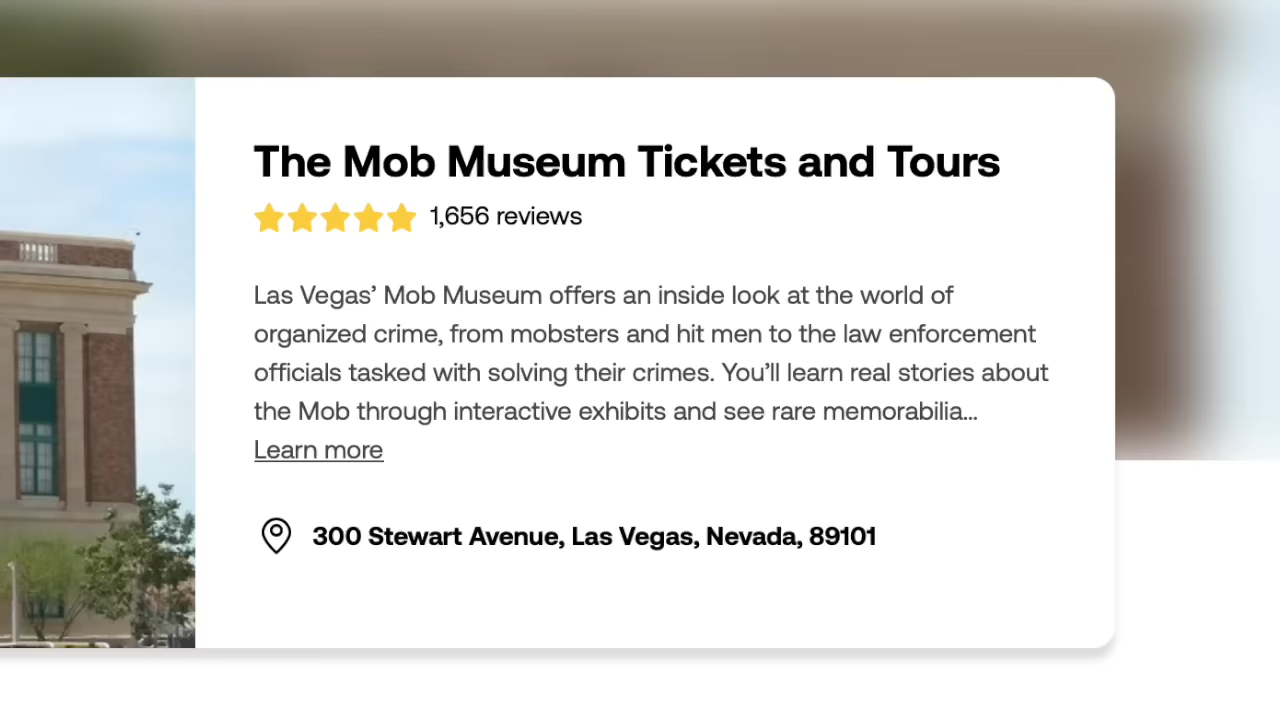 The Mob Museum Tickets and Tours
1,656 reviews
Las Vegas’ Mob Museum offers an inside look at the world of
organized crime, from mobsters and hit men to the law enforcement
officials tasked with solving their crimes. You’ll learn real stories about
the Mob through interactive exhibits and see rare memorabilia...
Learn more
300 Stewart Avenue, Las Vegas, Nevada, 89101